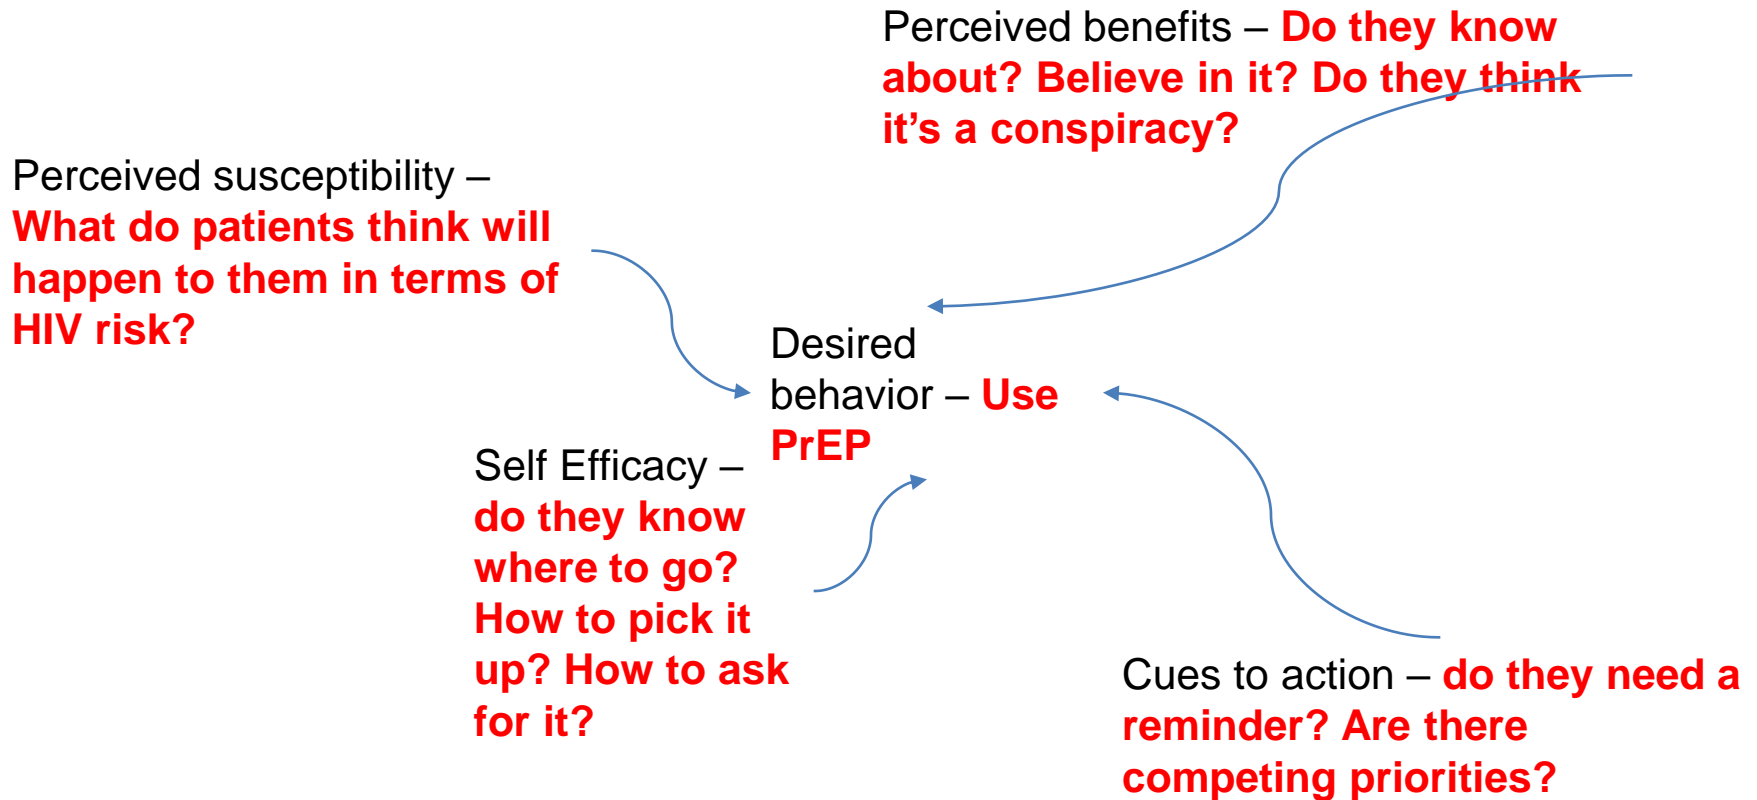 Perceived benefits – Do they know
about? Believe in it? Do they think
it’s a conspiracy?
Perceived susceptibility –
What do patients think will
happen to them in terms of
HIV risk?
Desired
behavior – Use
PrEP
Self Efficacy –
do they know
where to go?
How to pick it
up? How to ask
for it?
Cues to action – do they need a
reminder? Are there
competing priorities?